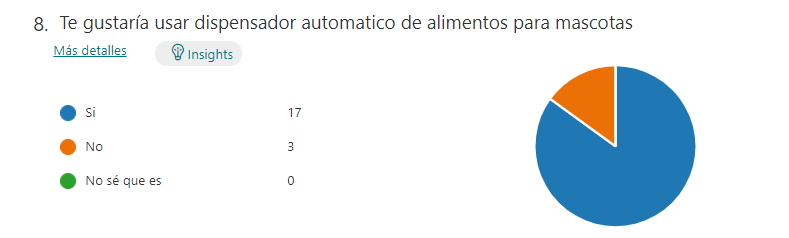 8. Te gustaría usar dispensador automatico de alimentos para mascotas
Más detalles Insights
Si 17
No 3
No sé que es 0